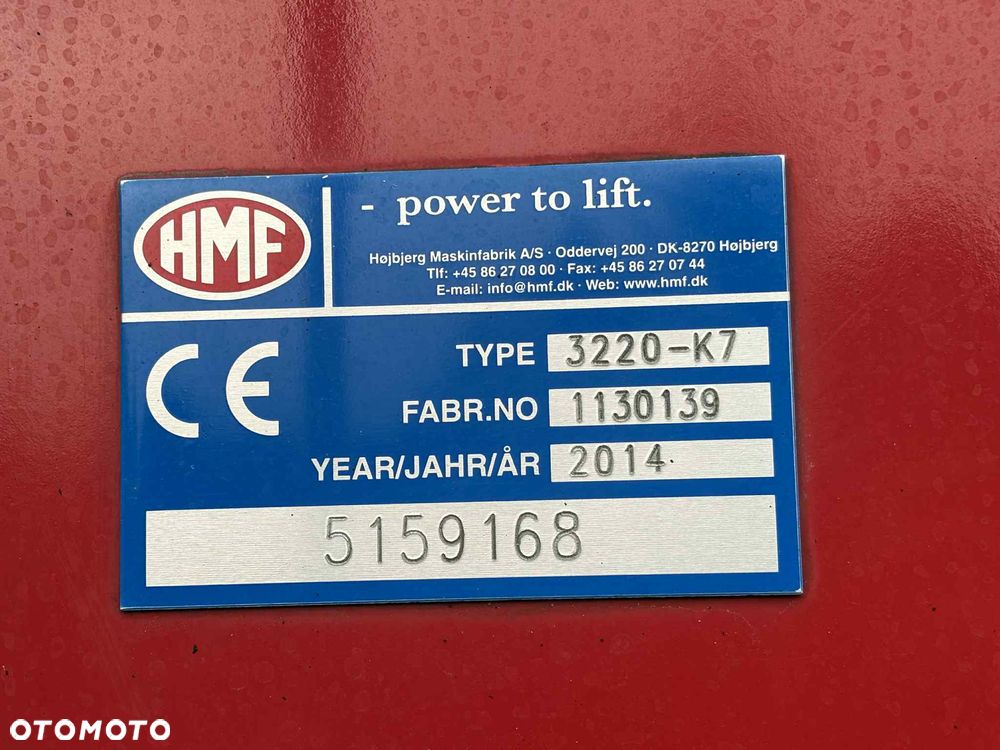 HMF
- power to lift.
Højbjerg Maskinfabrik A/S · Oddervej 200 · DK-8270 Højbjerg
Tlf: +45 86 27 08 00 · Fax: +45 86 27 07 44
E-mail: info@hmf.dk · Web: www.hmf.dk
CE
TYPE 3220-K7
FABR.NO 1130139
YEAR/JAHR/ÅR 2014
5159168
OTOMOTO